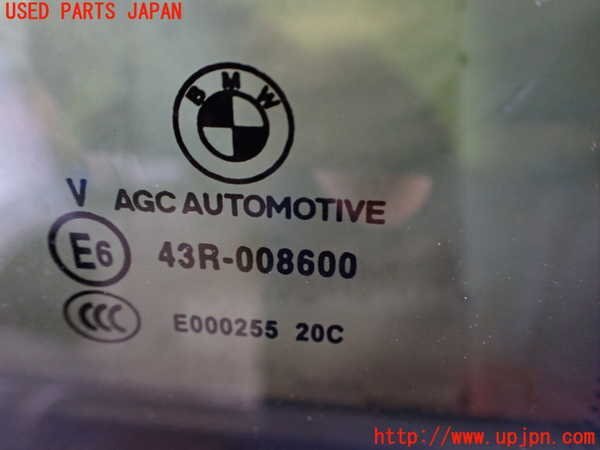 USED PARTS JAPAN
BMW
V AGC AUTOMOTIVE
E6 43R-008600
CCC E000255 20C
http://www.upjpn.com/